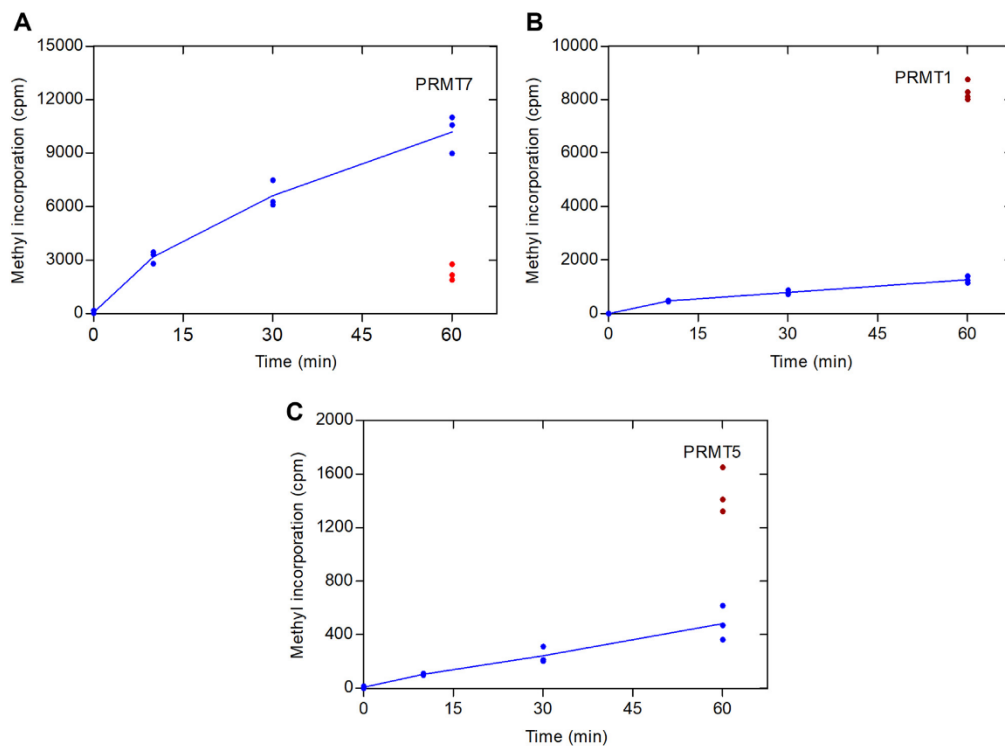 A
15000
12000
9000
6000
3000
0
Methyl incorporation (cpm)
PRMT7
0 15 30 45 60
Time (min)
B
10000
8000
6000
4000
2000
0
Methyl incorporation (cpm)
PRMT1
0 15 30 45 60
Time (min)
C
2000
1600
1200
800
400
0
Methyl incorporation (cpm)
PRMT5
0 15 30 45 60
Time (min)